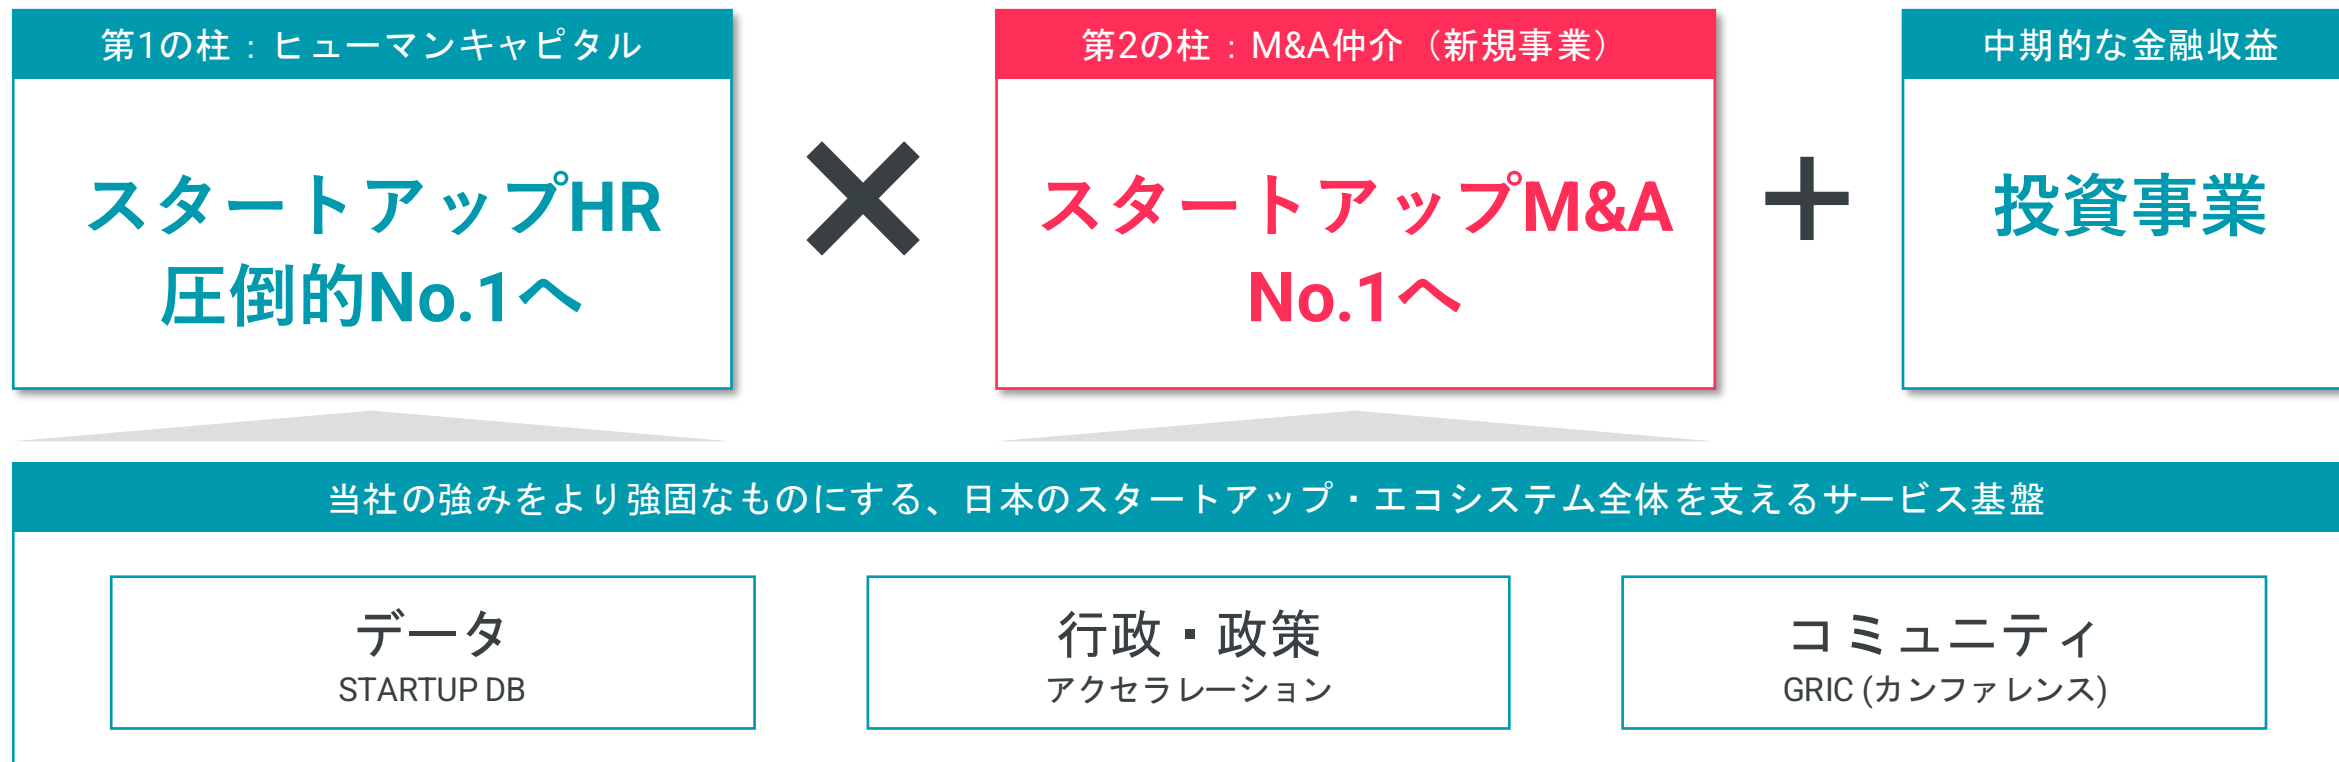 第1の柱：ヒューマンキャピタル
スタートアップHR
圧倒的No.1へ
×
第2の柱：M&A仲介（新規事業）
スタートアップM&A
No.1へ
+
中期的な金融収益
投資事業
当社の強みをより強固なものにする、日本のスタートアップ・エコシステム全体を支えるサービス基盤
データ
STARTUP DB
行政・政策
アクセラレーション
コミュニティ
GRIC (カンファレンス)